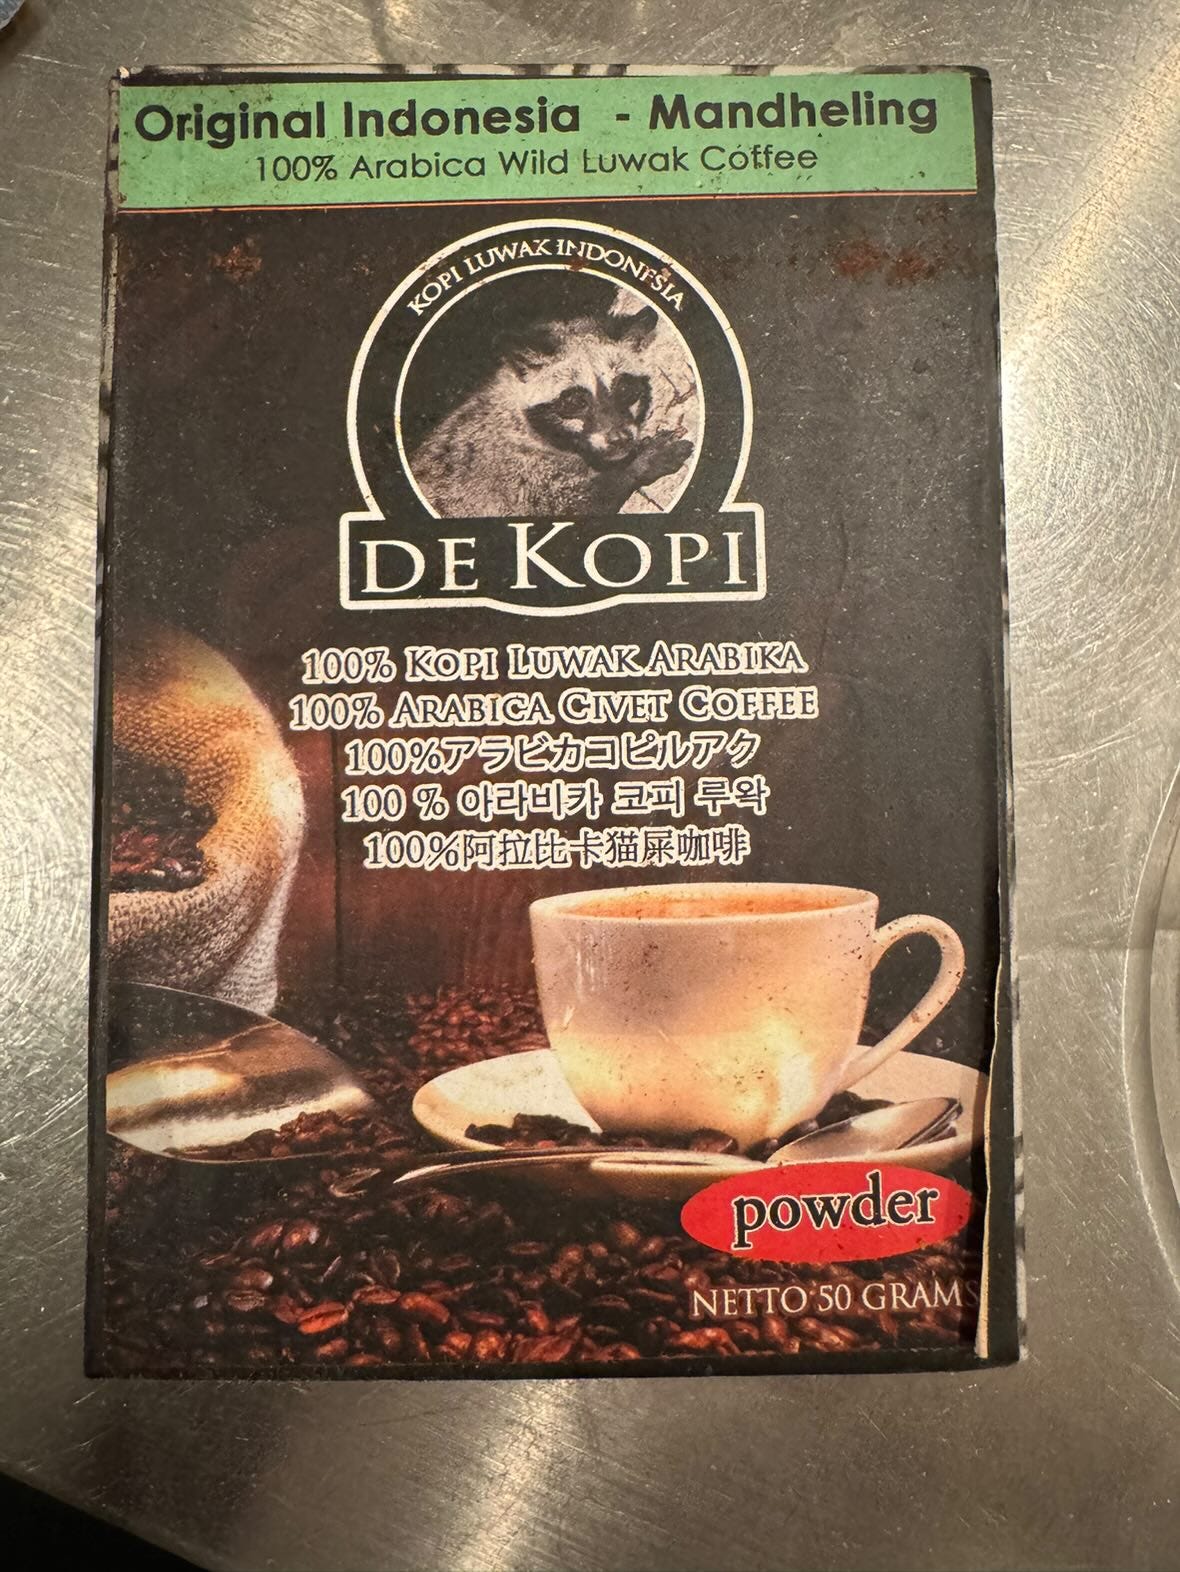 Original Indonesia - Mandheling
100% Arabica Wild Luwak Coffee
KOPI LUWAK INDONESIA
DE KOPI
100% KOPI LUWAK ARABIKA
100% ARABICA CIVET COFFEE
100%アラビカコピルアク
100 % 아라비카 코피 루왁
100%阿拉比卡猫屎咖啡
powder
NETTO 50 GRAMS